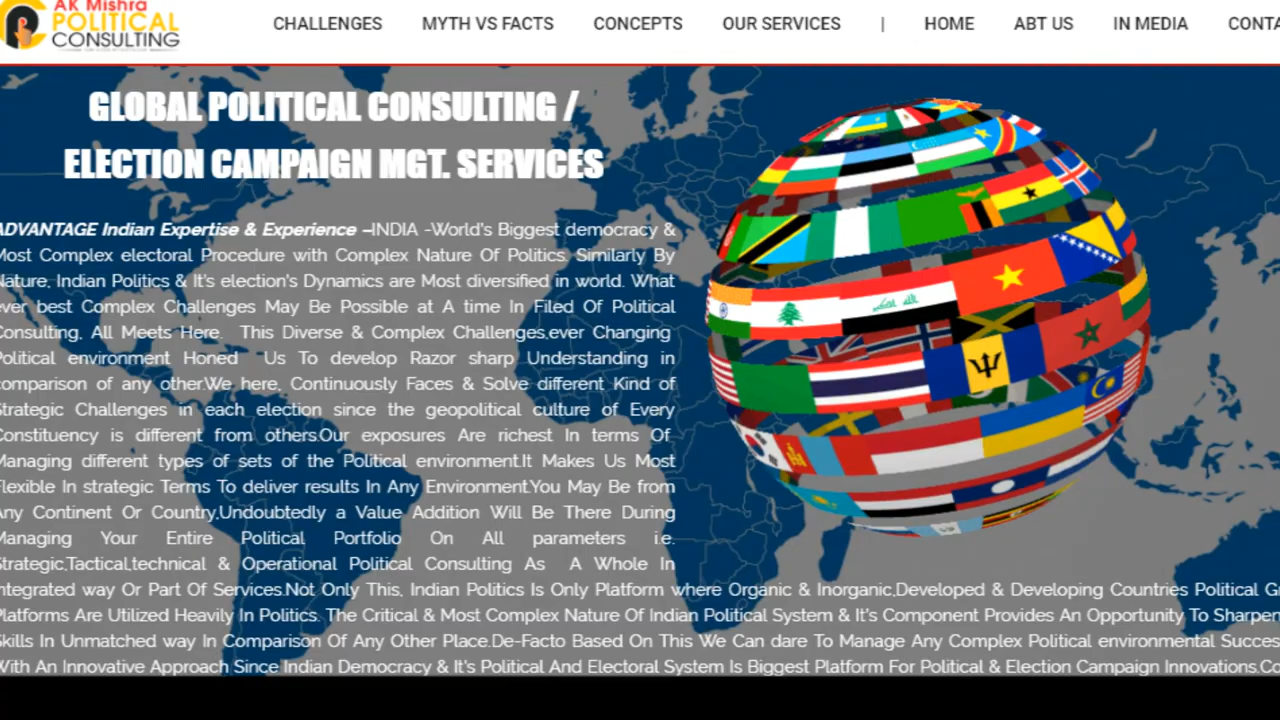 AK Mishra
POLITICAL
CONSULTING
CHALLENGES MYTH VS FACTS CONCEPTS OUR SERVICES | HOME ABT US IN MEDIA CONTA
GLOBAL POLITICAL CONSULTING /
ELECTION CAMPAIGN MGT. SERVICES
ADVANTAGE Indian Expertise & Experience –INDIA -World's Biggest democracy &
Most Complex electoral Procedure with Complex Nature Of Politics. Similarly By
Nature, Indian Politics & It's election's Dynamics are Most diversified in world. What
ever best Complex Challenges May Be Possible at A time In Filed Of Political
Consulting, All Meets Here. This Diverse & Complex Challenges,ever Changing
Political environment Honed Us To develop Razor sharp Understanding in
comparison of any other.We here, Continuously Faces & Solve different Kind of
Strategic Challenges in each election since the geopolitical culture of Every
Constituency is different from others.Our exposures Are richest In terms Of
Managing different types of sets of the Political environment.It Makes Us Most
Flexible In strategic Terms To deliver results In Any Environment.You May Be from
Any Continent Or Country,Undoubtedly a Value Addition Will Be There During
Managing Your Entire Political Portfolio On All parameters i.e.
Strategic,Tactical,technical & Operational Political Consulting As A Whole In
ntegrated way Or Part Of Services.Not Only This, Indian Politics Is Only Platform where Organic & Inorganic,Developed & Developing Countries Political G
Platforms Are Utilized Heavily In Politics. The Critical & Most Complex Nature Of Indian Political System & It's Component Provides An Opportunity To Sharpen
Skills In Unmatched way In Comparison Of Any Other Place.De-Facto Based On This We Can dare To Manage Any Complex Political environmental Succes
With An Innovative Approach Since Indian Democracy & It's Political And Electoral System Is Biggest Platform For Political & Election Campaign Innovations.Co